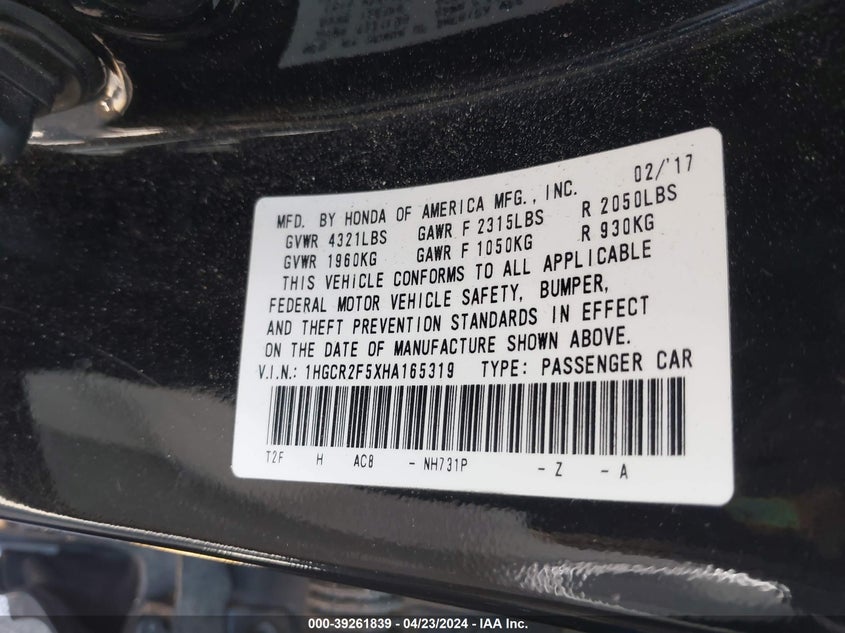 02/'17
MFD. BY HONDA OF AMERICA MFG., INC.
GVWR 4321LBS GAWR F 2315LBS R 2050LBS
GVWR 1960KG GAWR F 1050KG R 930KG
THIS VEHICLE CONFORMS TO ALL APPLICABLE
FEDERAL MOTOR VEHICLE SAFETY, BUMPER,
AND THEFT PREVENTION STANDARDS IN EFFECT
ON THE DATE OF MANUFACTURE SHOWN ABOVE.
V.I.N.: 1HGCR2F5XHA165319 TYPE: PASSENGER CAR
T2F H AC8 - NH731P - Z - A
000-39261839 / 04/23/2024 - IAA Inc.